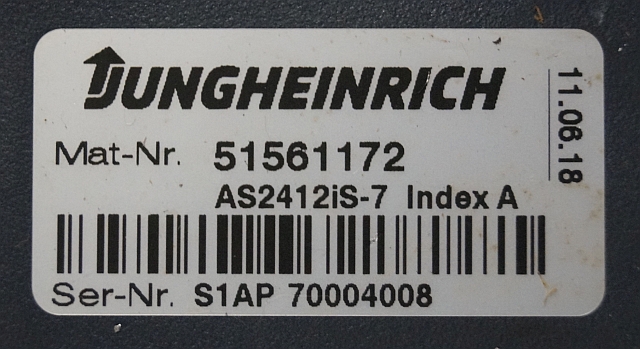 JUNGHEINRICH
11.06.18
Mat-Nr. 51561172
AS2412iS-7 Index A
Ser-Nr. S1AP 70004008